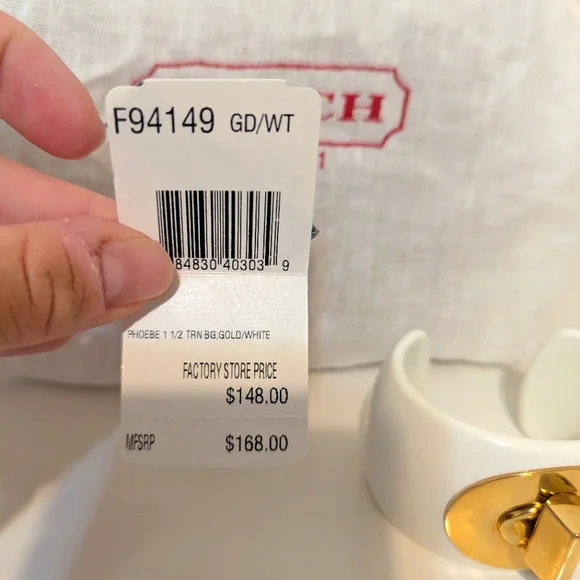 F94149 GD/WT
CH
84830 40303 9
PHOEBE 1 1/2 TRN BG;GOLD/WHITE
FACTORY STORE PRICE
$148.00
MFSRP $168.00